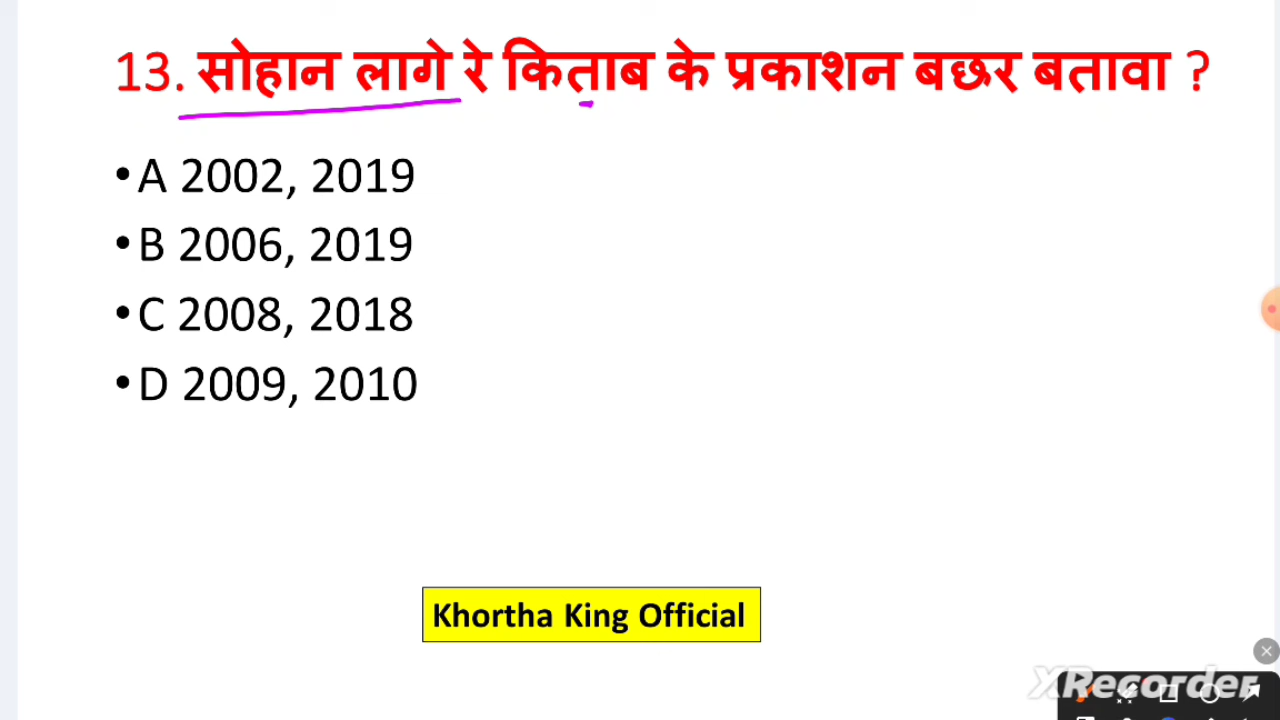 13. सोहान लागे रे किताब के प्रकाशन बछर बतावा ?
•A 2002, 2019
•B 2006, 2019
•C 2008, 2018
•D 2009, 2010
Khortha King Official
XRecorder